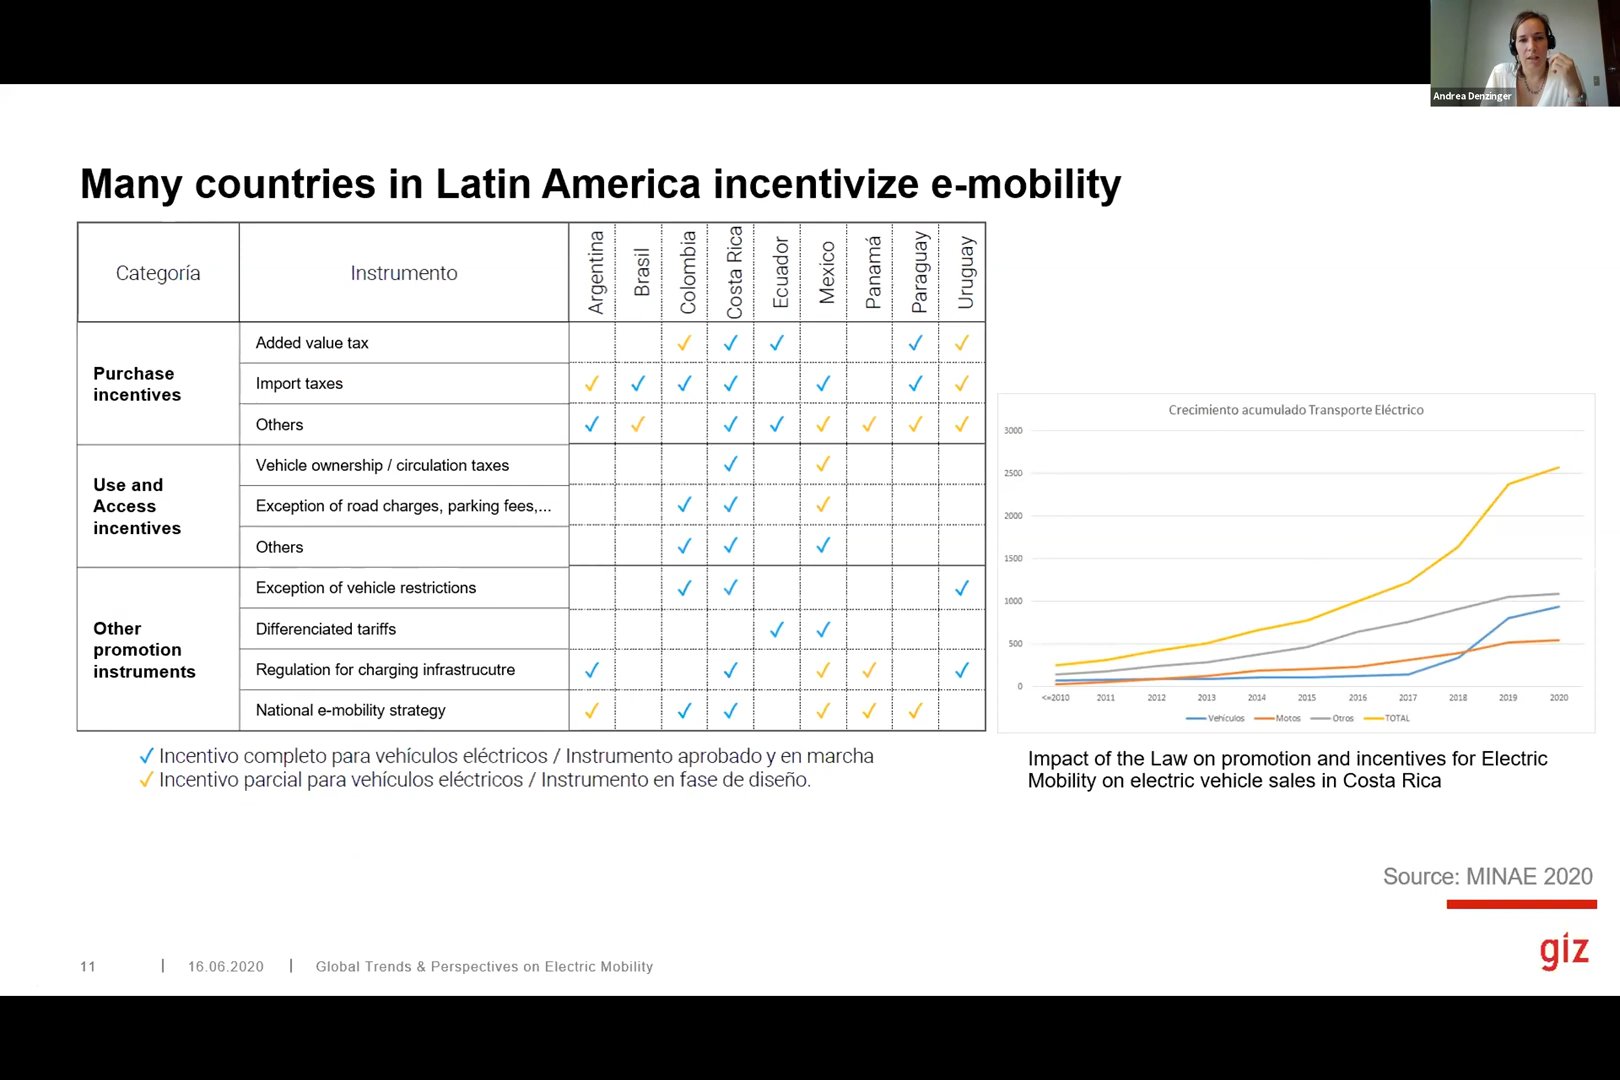 Andrea Denzinger
Many countries in Latin America incentivize e-mobility
Categoría
Instrumento
Argentina
Brasil
Colombia
Costa Rica
Ecuador
Mexico
Panamá
Paraguay
Uruguay
Purchase
incentives
Added value tax
✓ ✓ ✓ ✓ ✓
Import taxes
✓ ✓ ✓ ✓ ✓ ✓ ✓
Others
✓ ✓ ✓ ✓ ✓ ✓ ✓ ✓
Use and
Access
incentives
Vehicle ownership / circulation taxes
✓ ✓
Exception of road charges, parking fees,...
✓ ✓ ✓
Others
✓ ✓ ✓
Other
promotion
instruments
Exception of vehicle restrictions
✓ ✓ ✓
Differenciated tariffs
✓ ✓
Regulation for charging infrastrucutre
✓ ✓ ✓ ✓ ✓
National e-mobility strategy
✓ ✓ ✓ ✓ ✓ ✓
✓ Incentivo completo para vehículos eléctricos / Instrumento aprobado y en marcha
✓ Incentivo parcial para vehículos eléctricos / Instrumento en fase de diseño.
Crecimiento acumulado Transporte Eléctrico
3000
2500
2000
1500
1000
500
0
<=2010 2011 2012 2013 2014 2015 2016 2017 2018 2019 2020
Vehículos Motos Otros TOTAL
Impact of the Law on promotion and incentives for Electric
Mobility on electric vehicle sales in Costa Rica
Source: MINAE 2020
giz
11 | 16.06.2020 | Global Trends & Perspectives on Electric Mobility